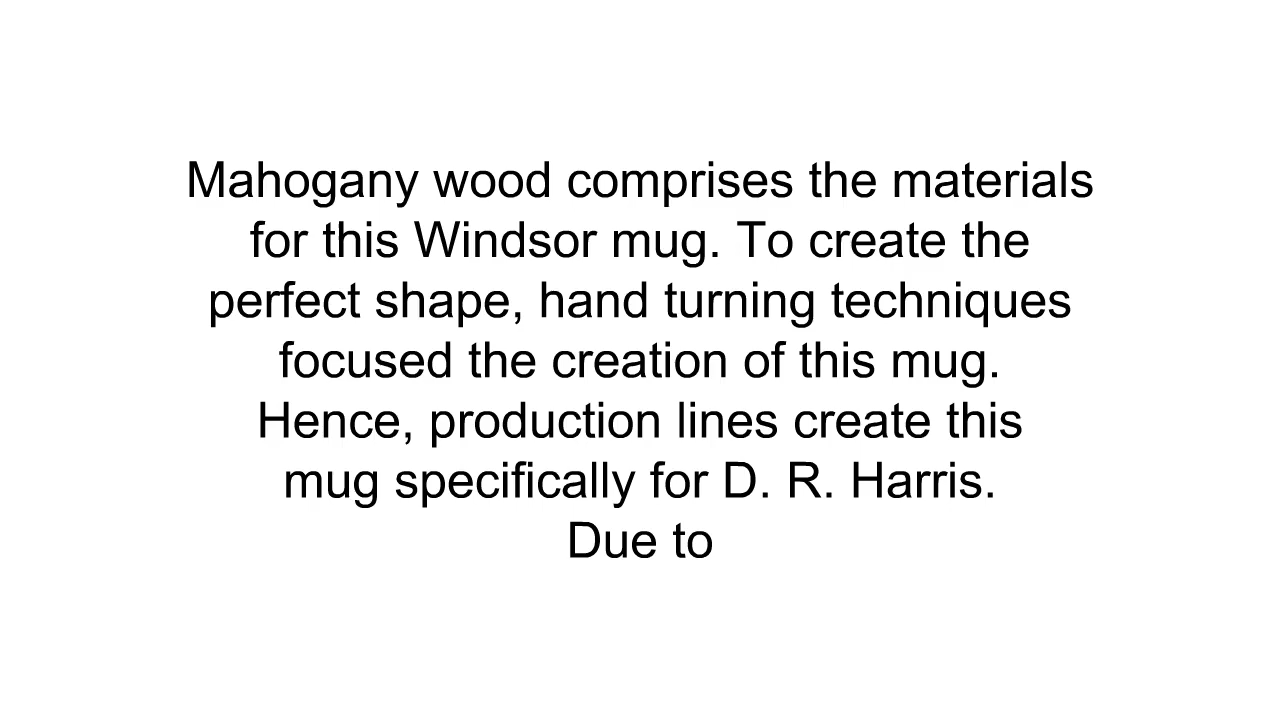 Mahogany wood comprises the materials
for this Windsor mug. To create the
perfect shape, hand turning techniques
focused the creation of this mug.
Hence, production lines create this
mug specifically for D. R. Harris.
Due to